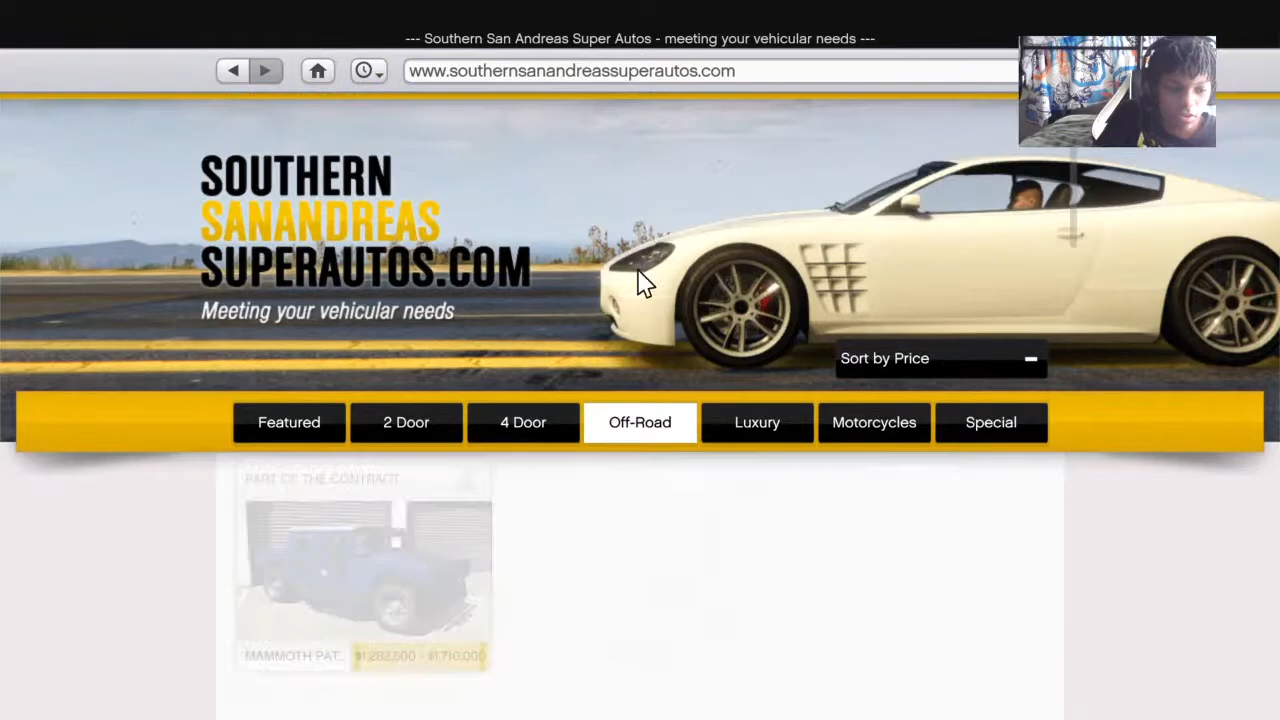 --- Southern San Andreas Super Autos - meeting your vehicular needs ---
www.southernsanandreassuperautos.com
SOUTHERN
SANANDREAS
SUPERAUTOS.COM
Meeting your vehicular needs
Sort by Price
Featured
2 Door
4 Door
Off-Road
Luxury
Motorcycles
Special
PART OF THE CONTRACT
MAMMOTH PAT.. $1,282,500 - $1,710,000